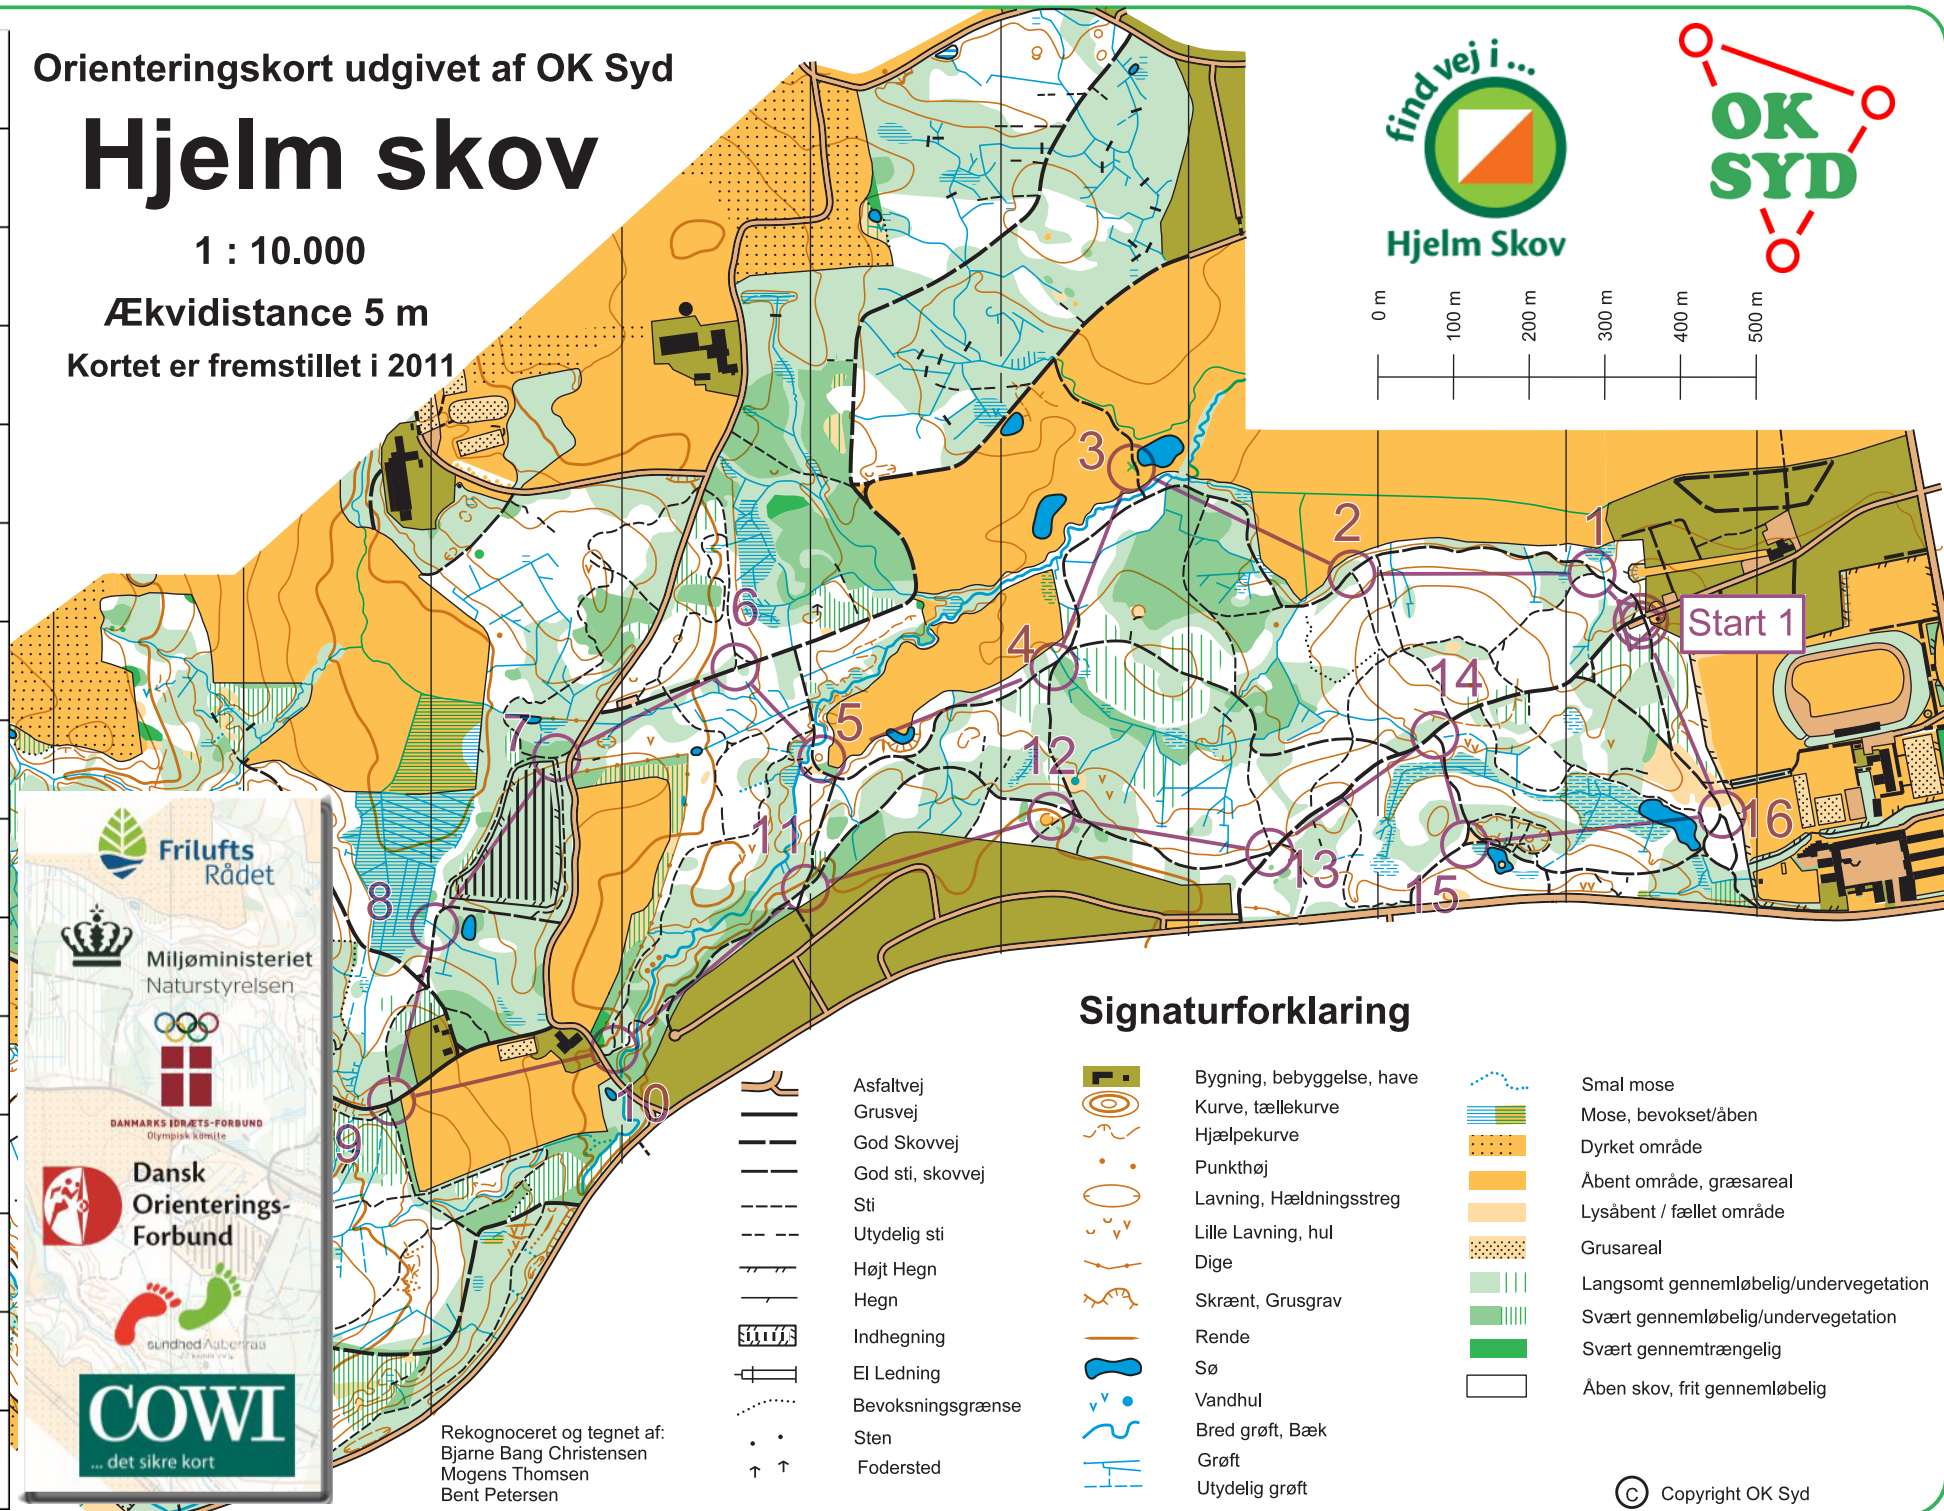 Orienteringskort udgivet af OK Syd
Hjelm skov
1 : 10.000
Ækvidistance 5 m
Kortet er fremstillet i 2011
find vej i ...
Hjelm Skov
OK
SYD
0 m
100 m
200 m
300 m
400 m
500 m
Start 1
1
2
3
4
5
6
7
8
9
10
11
12
13
14
15
16
Frilufts
Rådet
Miljøministeriet
Naturstyrelsen
DANMARKS IDRÆTS-FORBUND
Olympisk komite
Dansk
Orienterings-
Forbund
sundhed Aabenraa
COWI
... det sikre kort
Rekognoceret og tegnet af:
Bjarne Bang Christensen
Mogens Thomsen
Bent Petersen
Signaturforklaring
Asfaltvej
Grusvej
God Skovvej
God sti, skovvej
Sti
Utydelig sti
Højt Hegn
Hegn
Indhegning
El Ledning
Bevoksningsgrænse
Sten
Fodersted
Bygning, bebyggelse, have
Kurve, tællekurve
Hjælpekurve
Punkthøj
Lavning, Hældningsstreg
Lille Lavning, hul
Dige
Skrænt, Grusgrav
Rende
Sø
Vandhul
Bred grøft, Bæk
Grøft
Utydelig grøft
Smal mose
Mose, bevokset/åben
Dyrket område
Åbent område, græsareal
Lysåbent / fællet område
Grusareal
Langsomt gennemløbelig/undervegetation
Svært gennemløbelig/undervegetation
Svært gennemtrængelig
Åben skov, frit gennemløbelig
C Copyright OK Syd